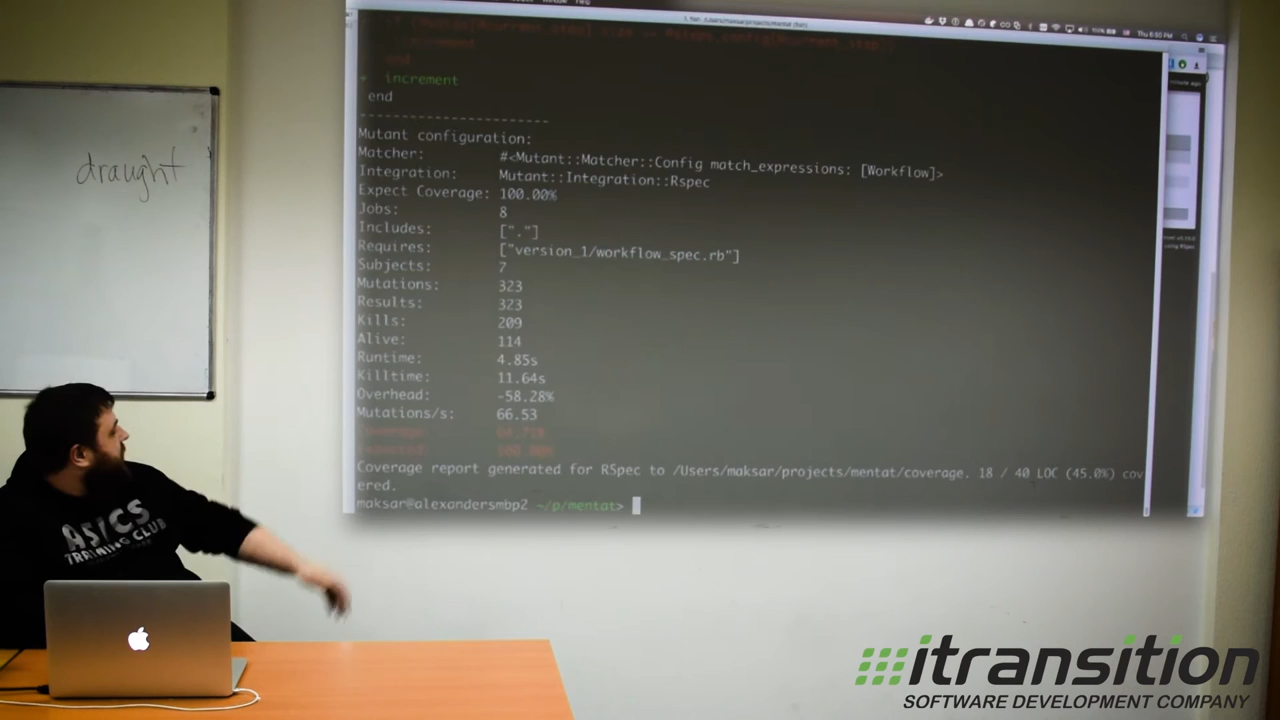 draught
end
+ increment
end
----------------------
Mutant configuration:
Matcher: #<Mutant::Matcher::Config match_expressions: [Workflow]>
Integration: Mutant::Integration::Rspec
Expect Coverage: 100.00%
Jobs: 8
Includes: ["."]
Requires: ["version_1/workflow_spec.rb"]
Subjects: 7
Mutations: 323
Results: 323
Kills: 209
Alive: 114
Runtime: 4.85s
Killtime: 11.64s
Overhead: -58.28%
Mutations/s: 66.53
Coverage report generated for RSpec to /Users/maksar/projects/mentat/coverage. 18 / 40 LOC (45.0%) cov
ered.
maksar@alexandersmbp2 ~/p/mentat>
ASICS
TRAINING CLUB
itransition
SOFTWARE DEVELOPMENT COMPANY